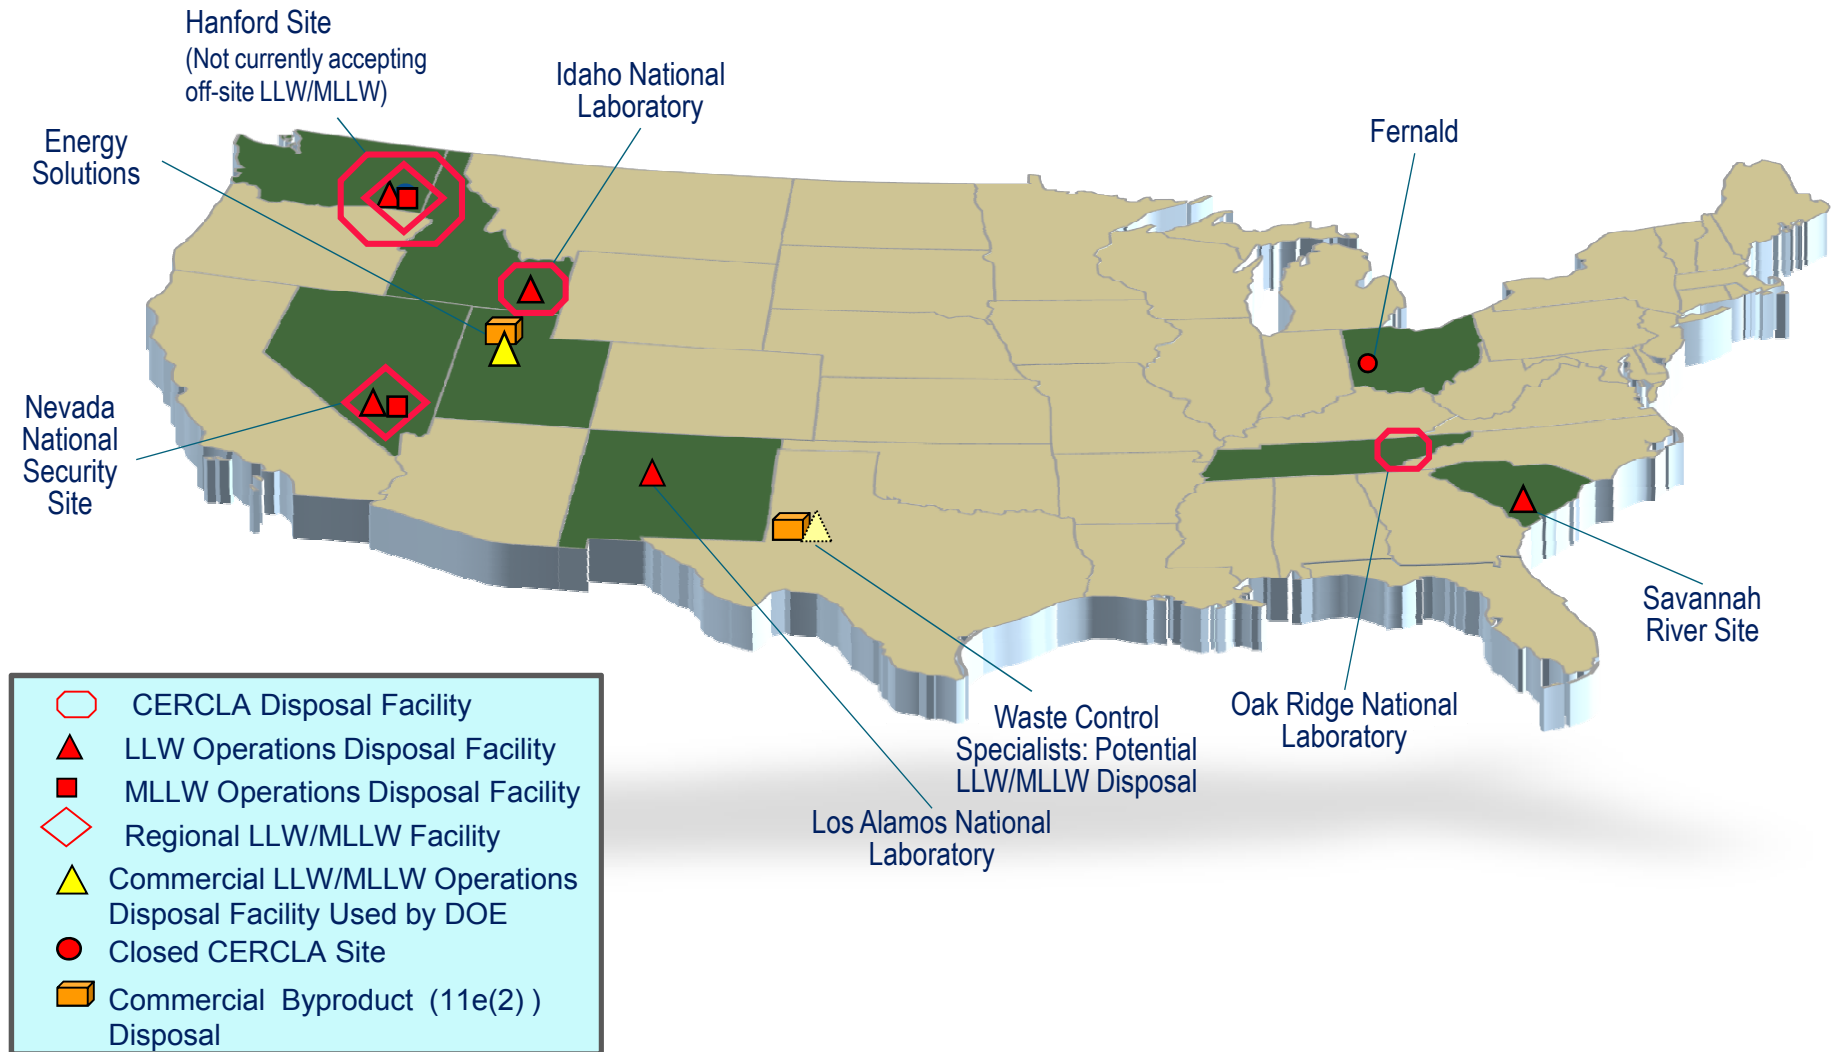 Hanford Site
(Not currently accepting
off-site LLW/MLLW)
Idaho National
Laboratory
Energy
Solutions
Fernald
Nevada
National
Security
Site
Savannah
River Site
Oak Ridge National
Laboratory
Waste Control
Specialists: Potential
LLW/MLLW Disposal
Los Alamos National
Laboratory
CERCLA Disposal Facility
LLW Operations Disposal Facility
MLLW Operations Disposal Facility
Regional LLW/MLLW Facility
Commercial LLW/MLLW Operations
Disposal Facility Used by DOE
Closed CERCLA Site
Commercial Byproduct (11e(2) )
Disposal